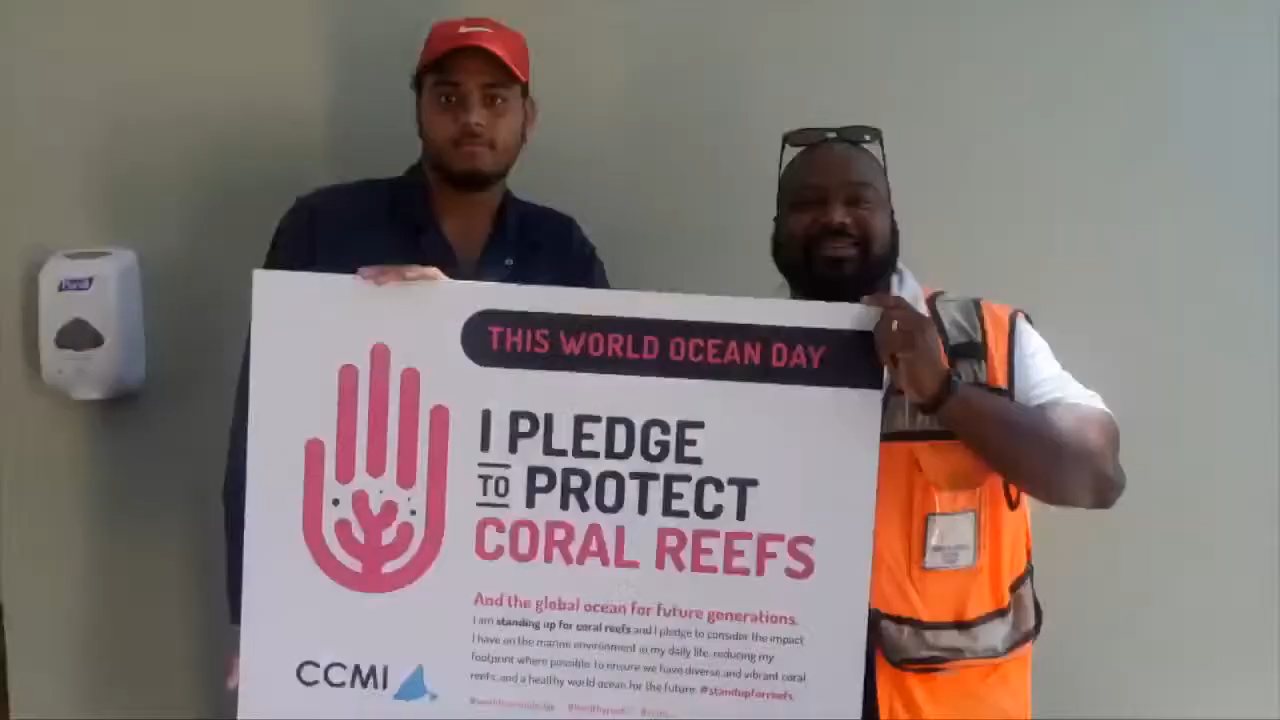 Purell
THIS WORLD OCEAN DAY
I PLEDGE
TO PROTECT
CORAL REEFS
And the global ocean for future generations.
I am standing up for coral reefs and I pledge to consider the impact
I have on the marine environment in my daily life, reducing my
footprint where possible to ensure we have diverse and vibrant coral
reefs, and a healthy world ocean for the future. #standupforreefs
CCMI